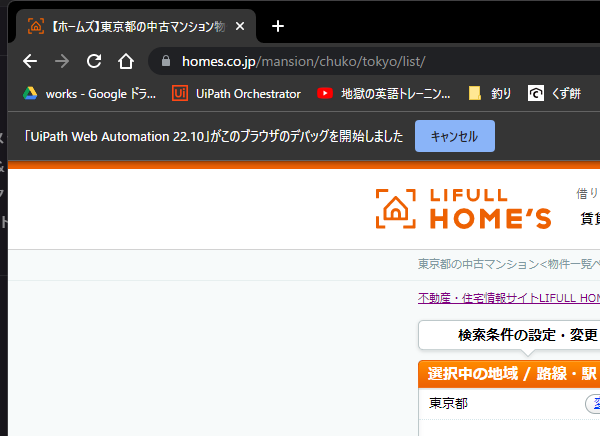 【ホームズ】東京都の中古マンション物
homes.co.jp/mansion/chuko/tokyo/list/
works - Google ドラ...
UiPath Orchestrator
地獄の英語トレーニン...
釣り
くず餅
「UiPath Web Automation 22.10」がこのブラウザのデバッグを開始しました
キャンセル
LIFULL
HOME'S
借り
賃貸
東京都の中古マンション<物件一覧ペ
不動産・住宅情報サイトLIFULL HOM
検索条件の設定・変更
選択中の地域 / 路線・駅
東京都